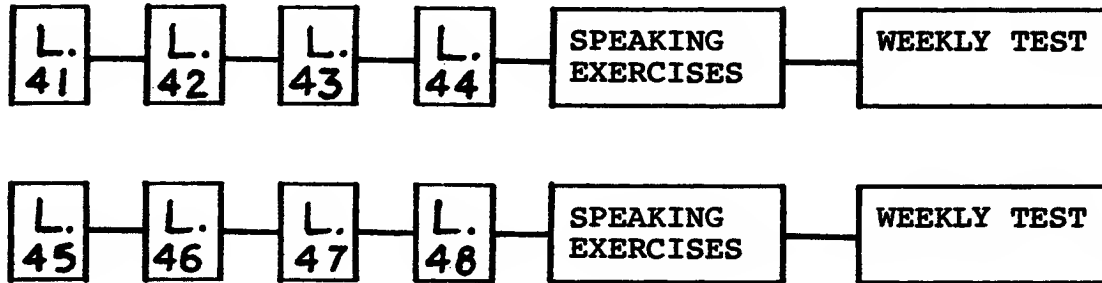 L. L. L. L. SPEAKING WEEKLY TEST
41 42 43 44 EXERCISES
L. L. L. L. SPEAKING WEEKLY TEST
45 46 47 48 EXERCISES